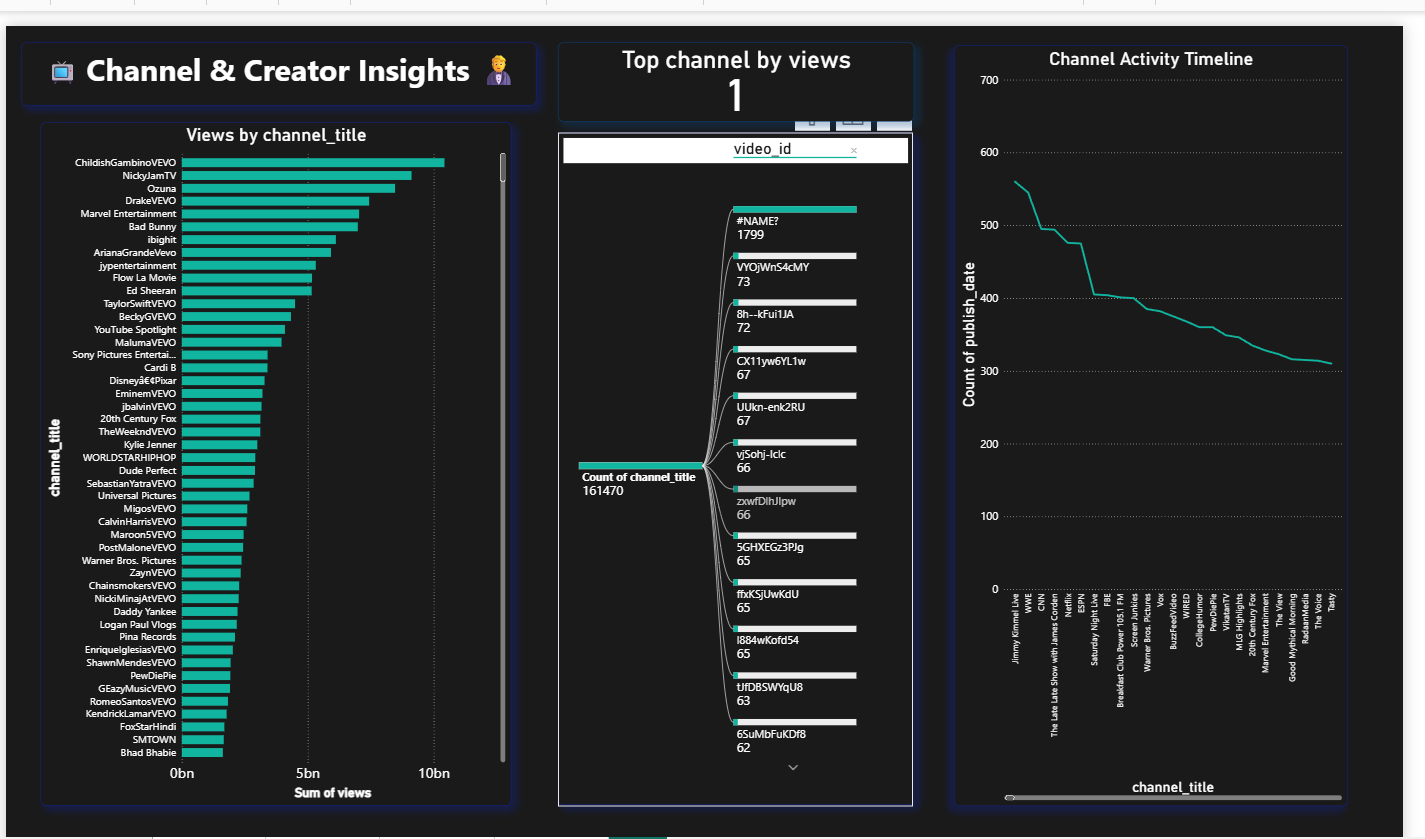 Channel & Creator Insights
Top channel by views
1
Views by channel_title
ChildishGambinoVEVO
NickyJamTV
Ozuna
DrakeVEVO
Marvel Entertainment
Bad Bunny
ibighit
ArianaGrandeVevo
jypentertainment
Flow La Movie
Ed Sheeran
TaylorSwiftVEVO
BeckyGVEVO
YouTube Spotlight
MalumaVEVO
Sony Pictures Entertai...
Cardi B
Disneyâ€¢Pixar
EminemVEVO
jbalvinVEVO
20th Century Fox
TheWeekndVEVO
Kylie Jenner
WORLDSTARHIPHOP
Dude Perfect
SebastianYatraVEVO
Universal Pictures
MigosVEVO
CalvinHarrisVEVO
Maroon5VEVO
PostMaloneVEVO
Warner Bros. Pictures
ZaynVEVO
ChainsmokersVEVO
NickiMinajAtVEVO
Daddy Yankee
Logan Paul Vlogs
Pina Records
EnriqueIglesiasVEVO
ShawnMendesVEVO
PewDiePie
GEazyMusicVEVO
RomeoSantosVEVO
KendrickLamarVEVO
FoxStarHindi
SMTOWN
Bhad Bhabie
channel_title
0bn 5bn 10bn
Sum of views
video_id ×
Count of channel_title
161470
#NAME?
1799
VYOjWnS4cMY
73
8h--kFui1JA
72
CX11yw6YL1w
67
UUkn-enk2RU
67
vjSohj-Iclc
66
zxwfDlhJIpw
66
5GHXEGz3PJg
65
ffxKSjUwKdU
65
l884wKofd54
65
tJfDBSWYqU8
63
6SuMbFuKDf8
62
Channel Activity Timeline
700
600
500
400
300
200
100
0
Count of publish_date
Jimmy Kimmel Live
WWE
CNN
The Late Late Show with James Corden
Netflix
ESPN
Saturday Night Live
FBE
Breakfast Club Power 105.1 FM
Screen Junkies
Warner Bros. Pictures
Vox
BuzzFeedVideo
WIRED
CollegeHumor
PewDiePie
VikatanTV
MLG Highlights
20th Century Fox
Marvel Entertainment
The View
Good Mythical Morning
RadaanMedia
The Voice
Tasty
channel_title